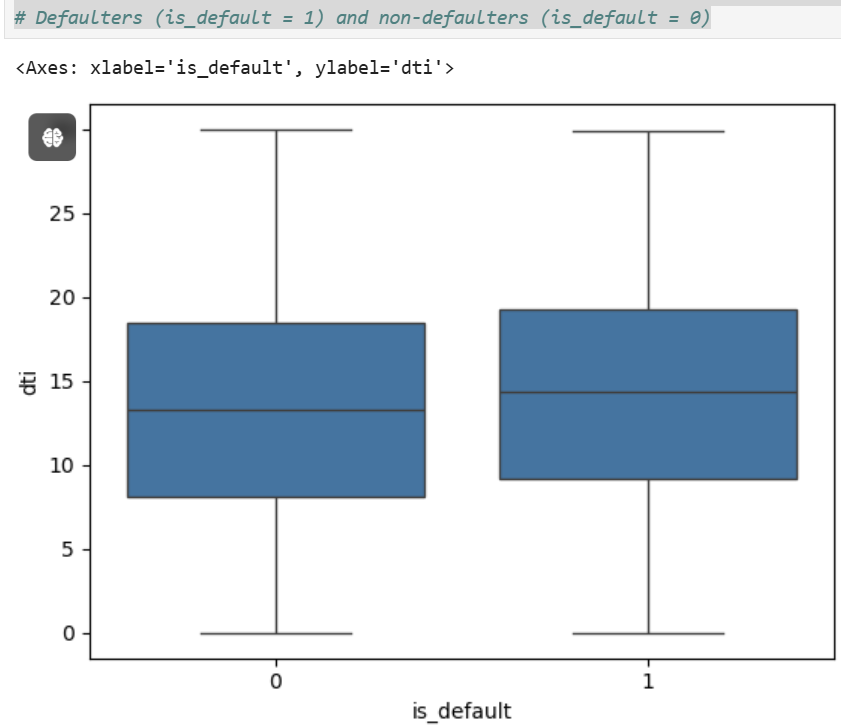 # Defaulters (is_default = 1) and non-defaulters (is_default = 0)
<Axes: xlabel='is_default', ylabel='dti'>
25
20
15
10
5
0
dti
0 1
is_default